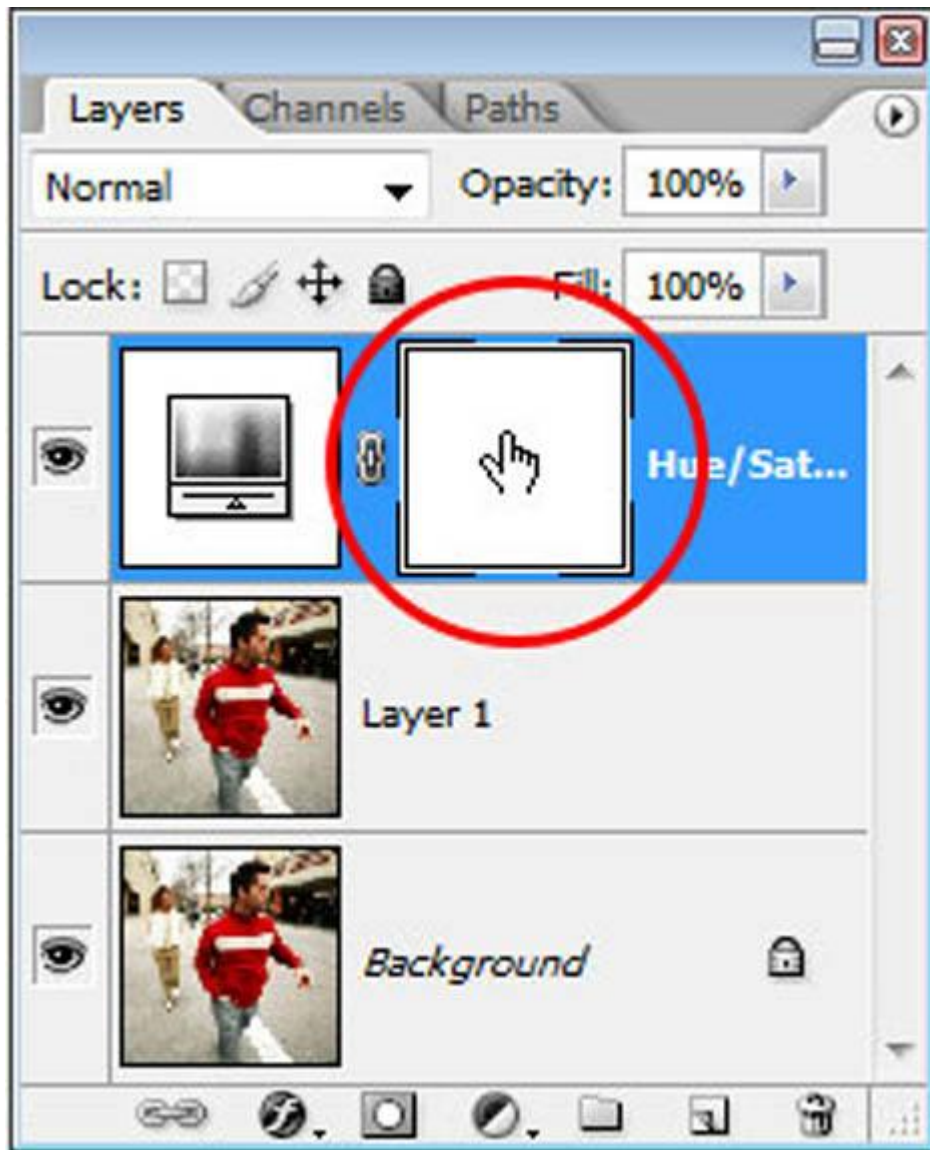 Layers Channels Paths
Normal Opacity: 100%
Lock: Fill: 100%
Hue/Sat...
Layer 1
Background